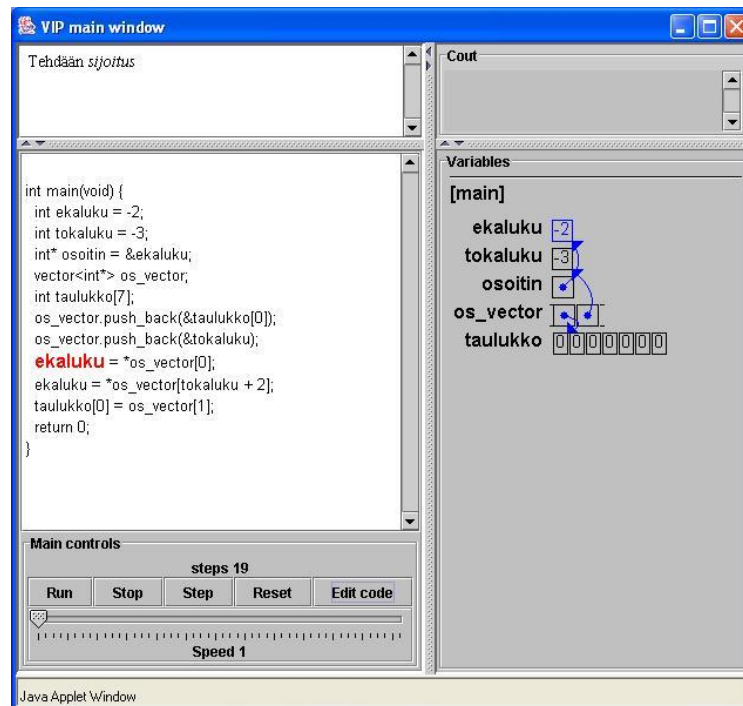 VIP main window
Tehdään sijoitus
Cout
int main(void) {
int ekaluku = -2;
int tokaluku = -3;
int* osoitin = &ekaluku;
vector<int*> os_vector;
int taulukko[7];
os_vector.push_back(&taulukko[0]);
os_vector.push_back(&tokaluku);
ekaluku = *os_vector[0];
ekaluku = *os_vector[tokaluku + 2];
taulukko[0] = os_vector[1];
return 0;
}
Main controls
steps 19
Run Stop Step Reset Edit code
Speed 1
Variables
[main]
ekaluku -2
tokaluku -3
osoitin
os_vector
taulukko 0 0 0 0 0 0 0
Java Applet Window